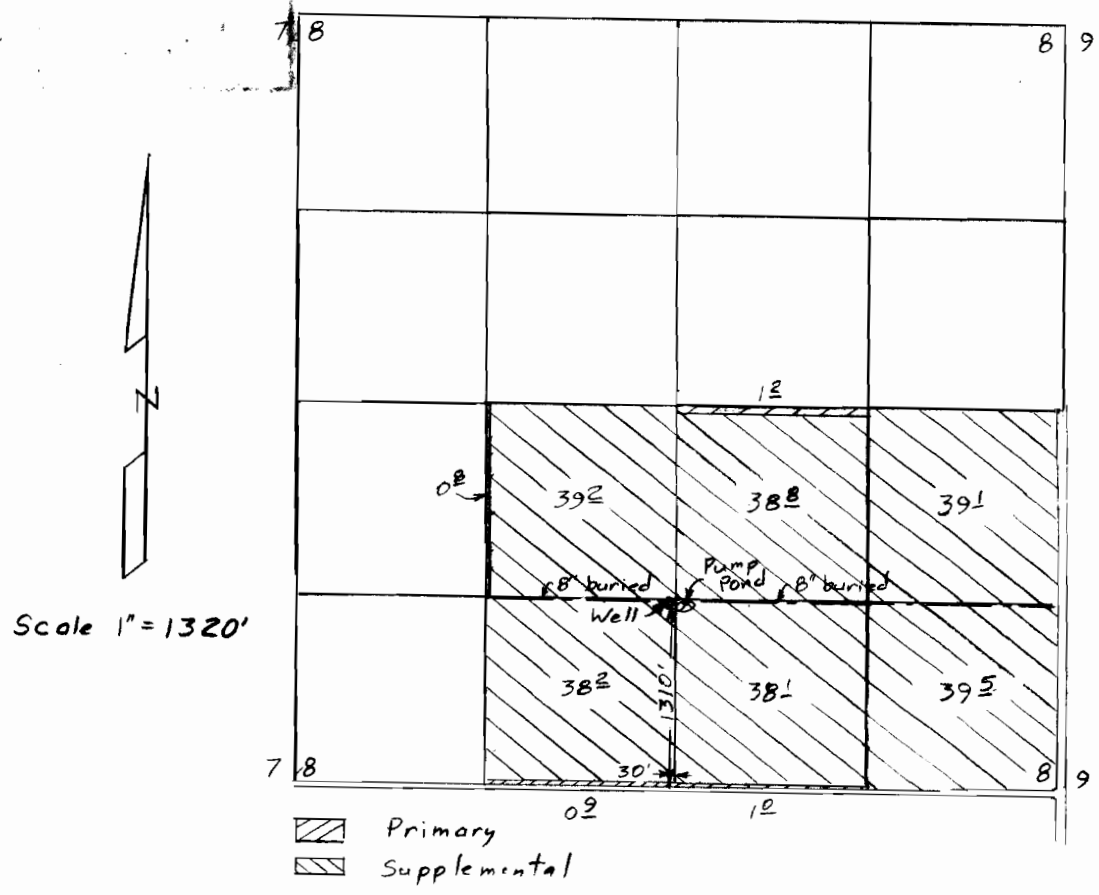 7 8
8 9
N
1 2
0 8
39 2
38 8
39 1
8" buried
Pump
Pond
8" buried
Well
Scale 1" = 1320'
38 2
38 1
39 5
1310'
30'
7 8
8 9
0 9
1 0
Primary
Supplemental